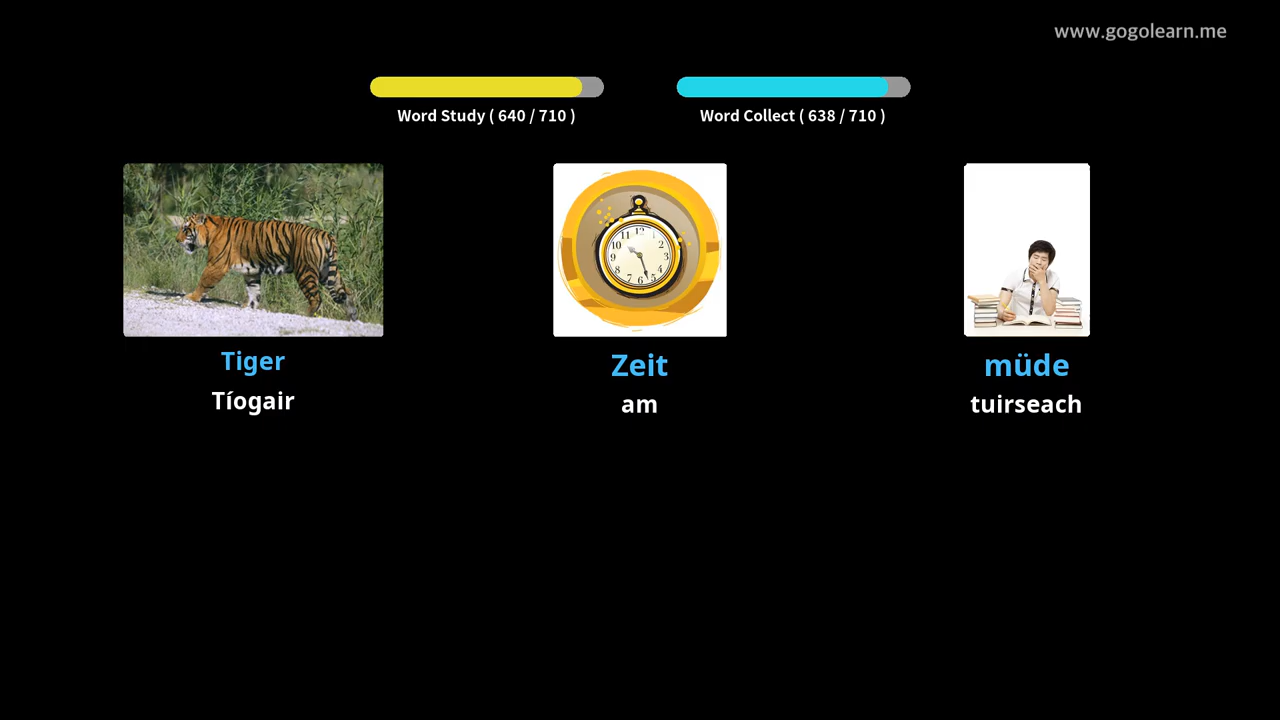 www.gogolearn.me
Word Study ( 640 / 710 )
Word Collect ( 638 / 710 )
Tiger
Tíogair
Zeit
am
müde
tuirseach